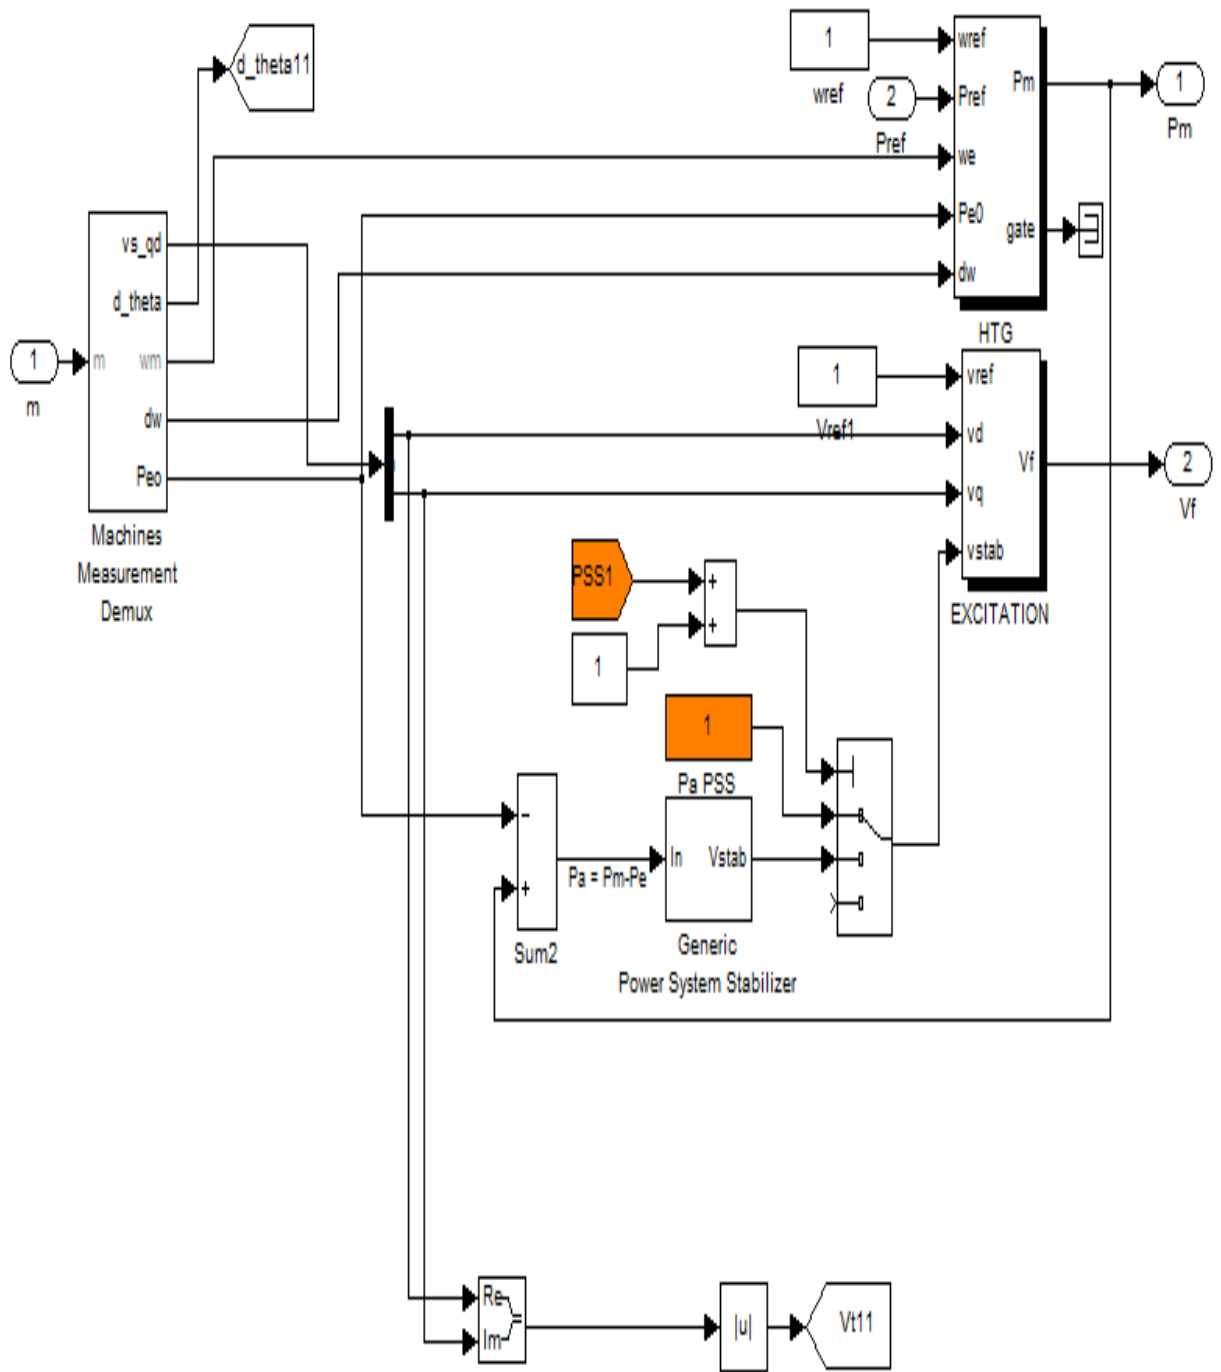 d_theta11
1
wref
2
Pref
wref
Pref
we
Pe0
dw
Pm
gate
HTG
1
Pm
1
m
m
vs_qd
d_theta
wm
dw
Peo
Machines
Measurement
Demux
1
Vref1
vref
vd
vq
vstab
Vf
EXCITATION
2
Vf
PSS1
+
+
1
1
Pa PSS
-
+
Sum2
Pa = Pm-Pe
In
Vstab
Generic
Power System Stabilizer
Re
Im
=
|u|
Vt11